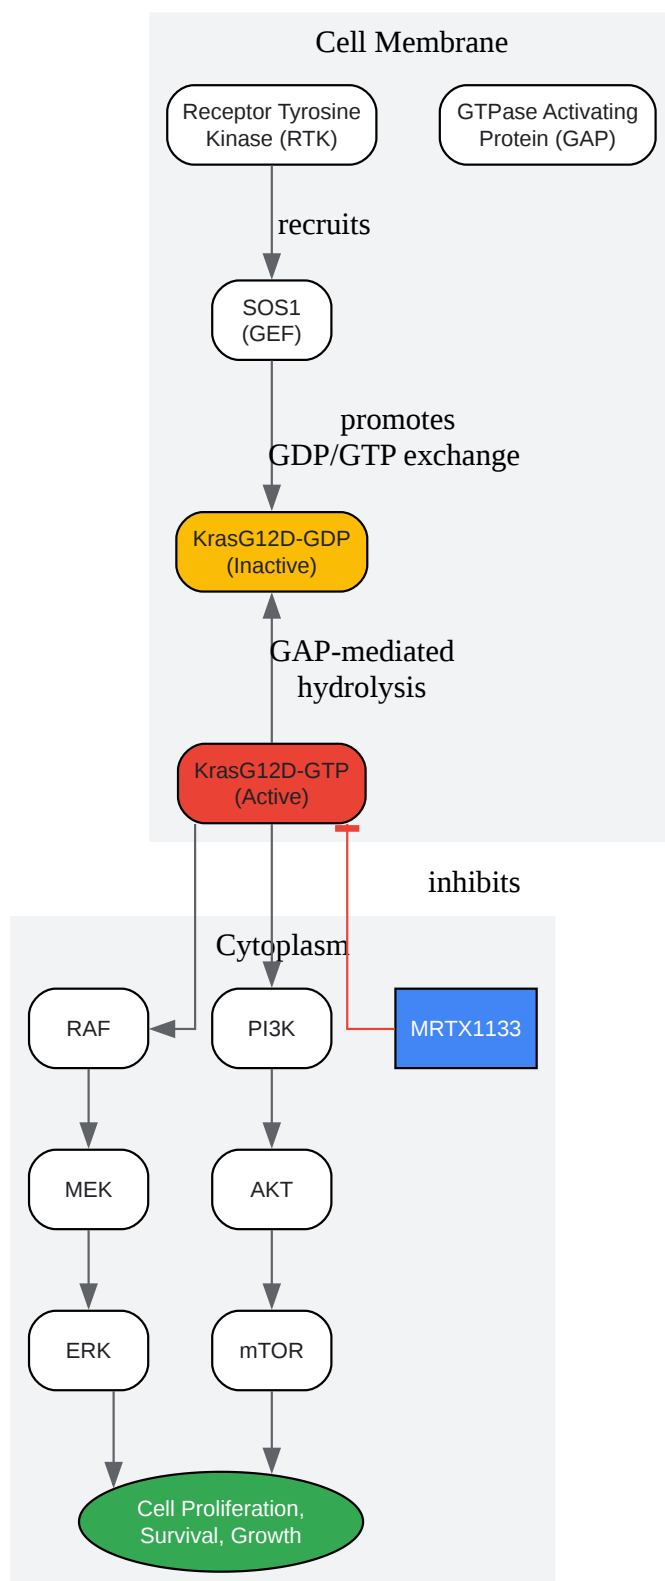 Cell Membrane
Receptor Tyrosine
Kinase (RTK)
GTPase Activating
Protein (GAP)
recruits
SOS1
(GEF)
promotes
GDP/GTP exchange
KrasG12D-GDP
(Inactive)
GAP-mediated
hydrolysis
KrasG12D-GTP
(Active)
inhibits
Cytoplasm
RAF
PI3K
MRTX1133
MEK
AKT
ERK
mTOR
Cell Proliferation,
Survival, Growth